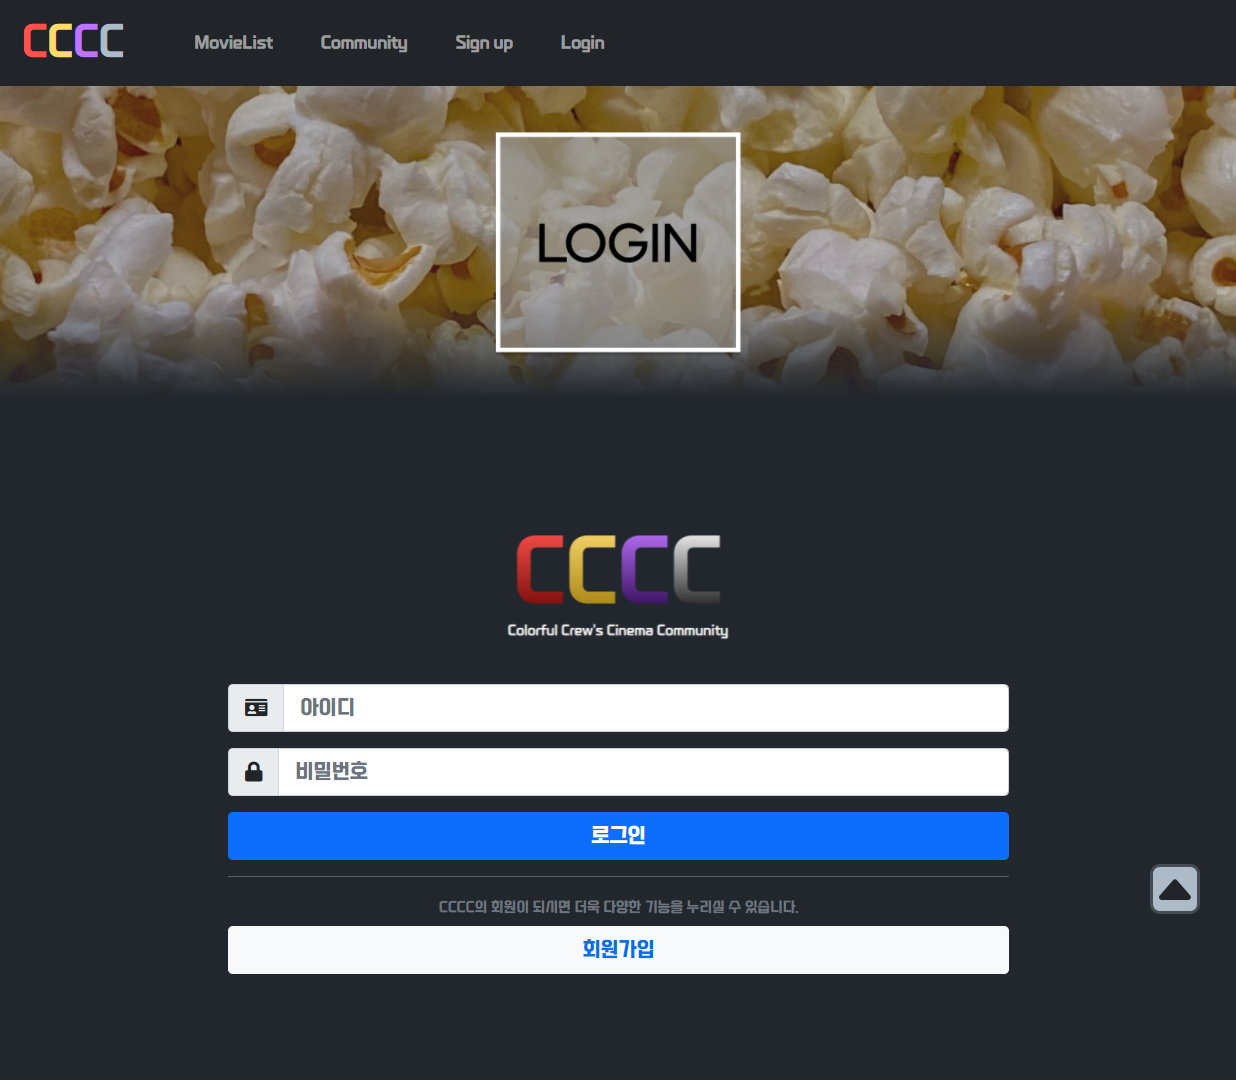 CCCC
MovieList
Community
Sign up
Login
LOGIN
CCCC
Colorful Crew's Cinema Community
아이디
비밀번호
로그인
CCCC의 회원이 되시면 더욱 다양한 기능을 누리실 수 있습니다.
회원가입